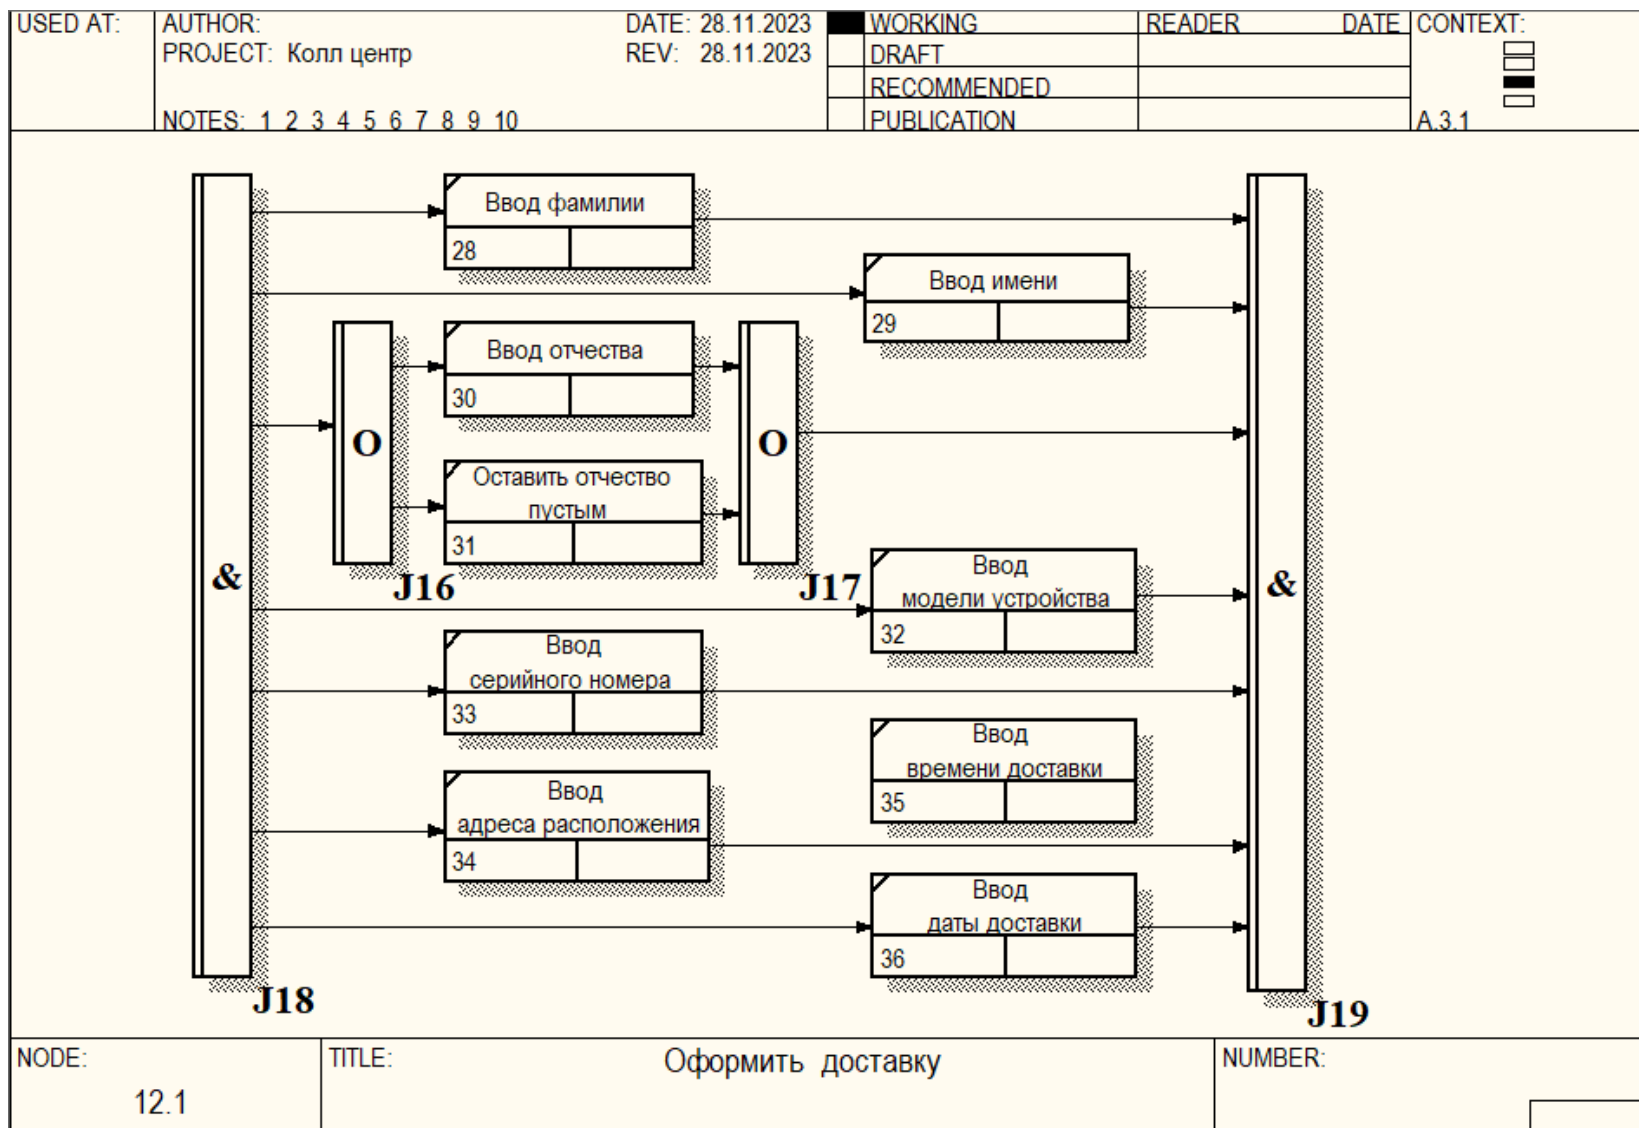 USED AT:
AUTHOR:
DATE: 28.11.2023
PROJECT: Колл центр
REV: 28.11.2023
NOTES: 1 2 3 4 5 6 7 8 9 10
WORKING
DRAFT
RECOMMENDED
PUBLICATION
READER DATE
CONTEXT:
A.3.1
Ввод фамилии
28
Ввод имени
29
Ввод отчества
30
О
О
Оставить отчество
пустым
31
J16
J17
&
&
Ввод
модели устройства
32
Ввод
серийного номера
33
Ввод
времени доставки
35
Ввод
адреса расположения
34
Ввод
даты доставки
36
J18
J19
NODE:
12.1
TITLE:
Оформить доставку
NUMBER: